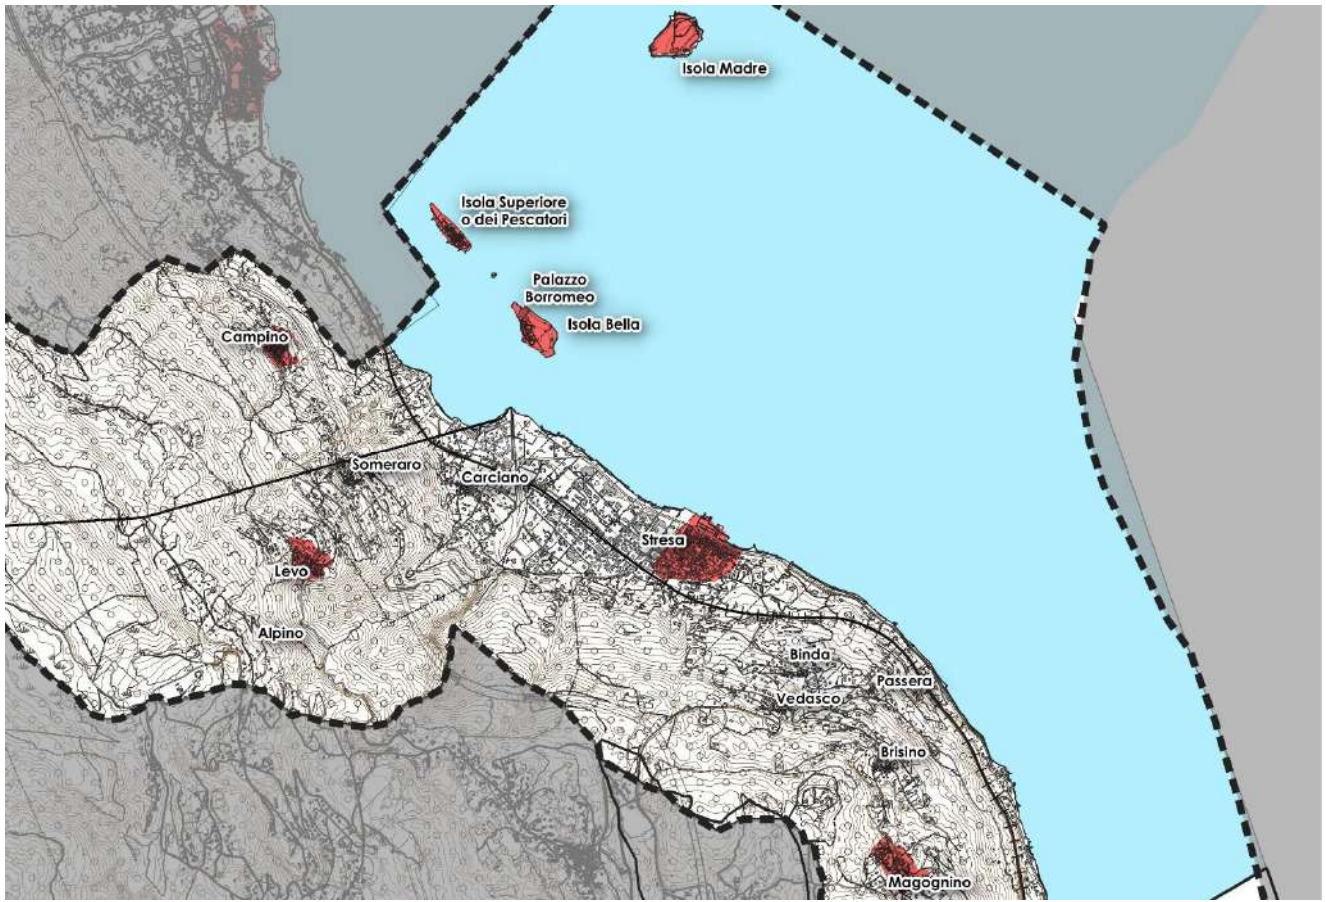 Isola Madre
Isola Superiore
o dei Pescatori
Palazzo
Borromeo
Isola Bella
Campino
Someraro
Carciano
Stresa
Levo
Alpino
Binda
Passera
Vedasco
Brisino
Magognino